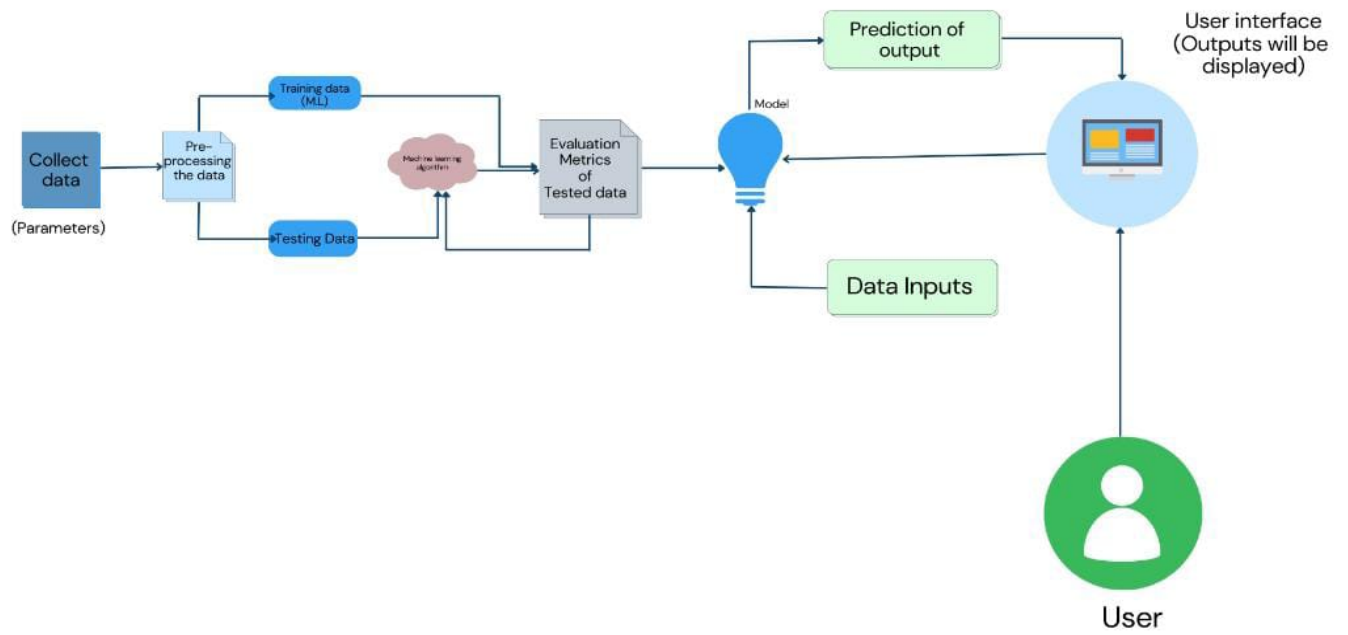 Collect
data
(Parameters)
Pre-
processing
the data
Training data
(M.L)
Testing Data
Machine learning
algorithm
Evaluation
Metrics
of
Tested data
Model
Prediction of
output
Data Inputs
User interface
(Outputs will be
displayed)
User